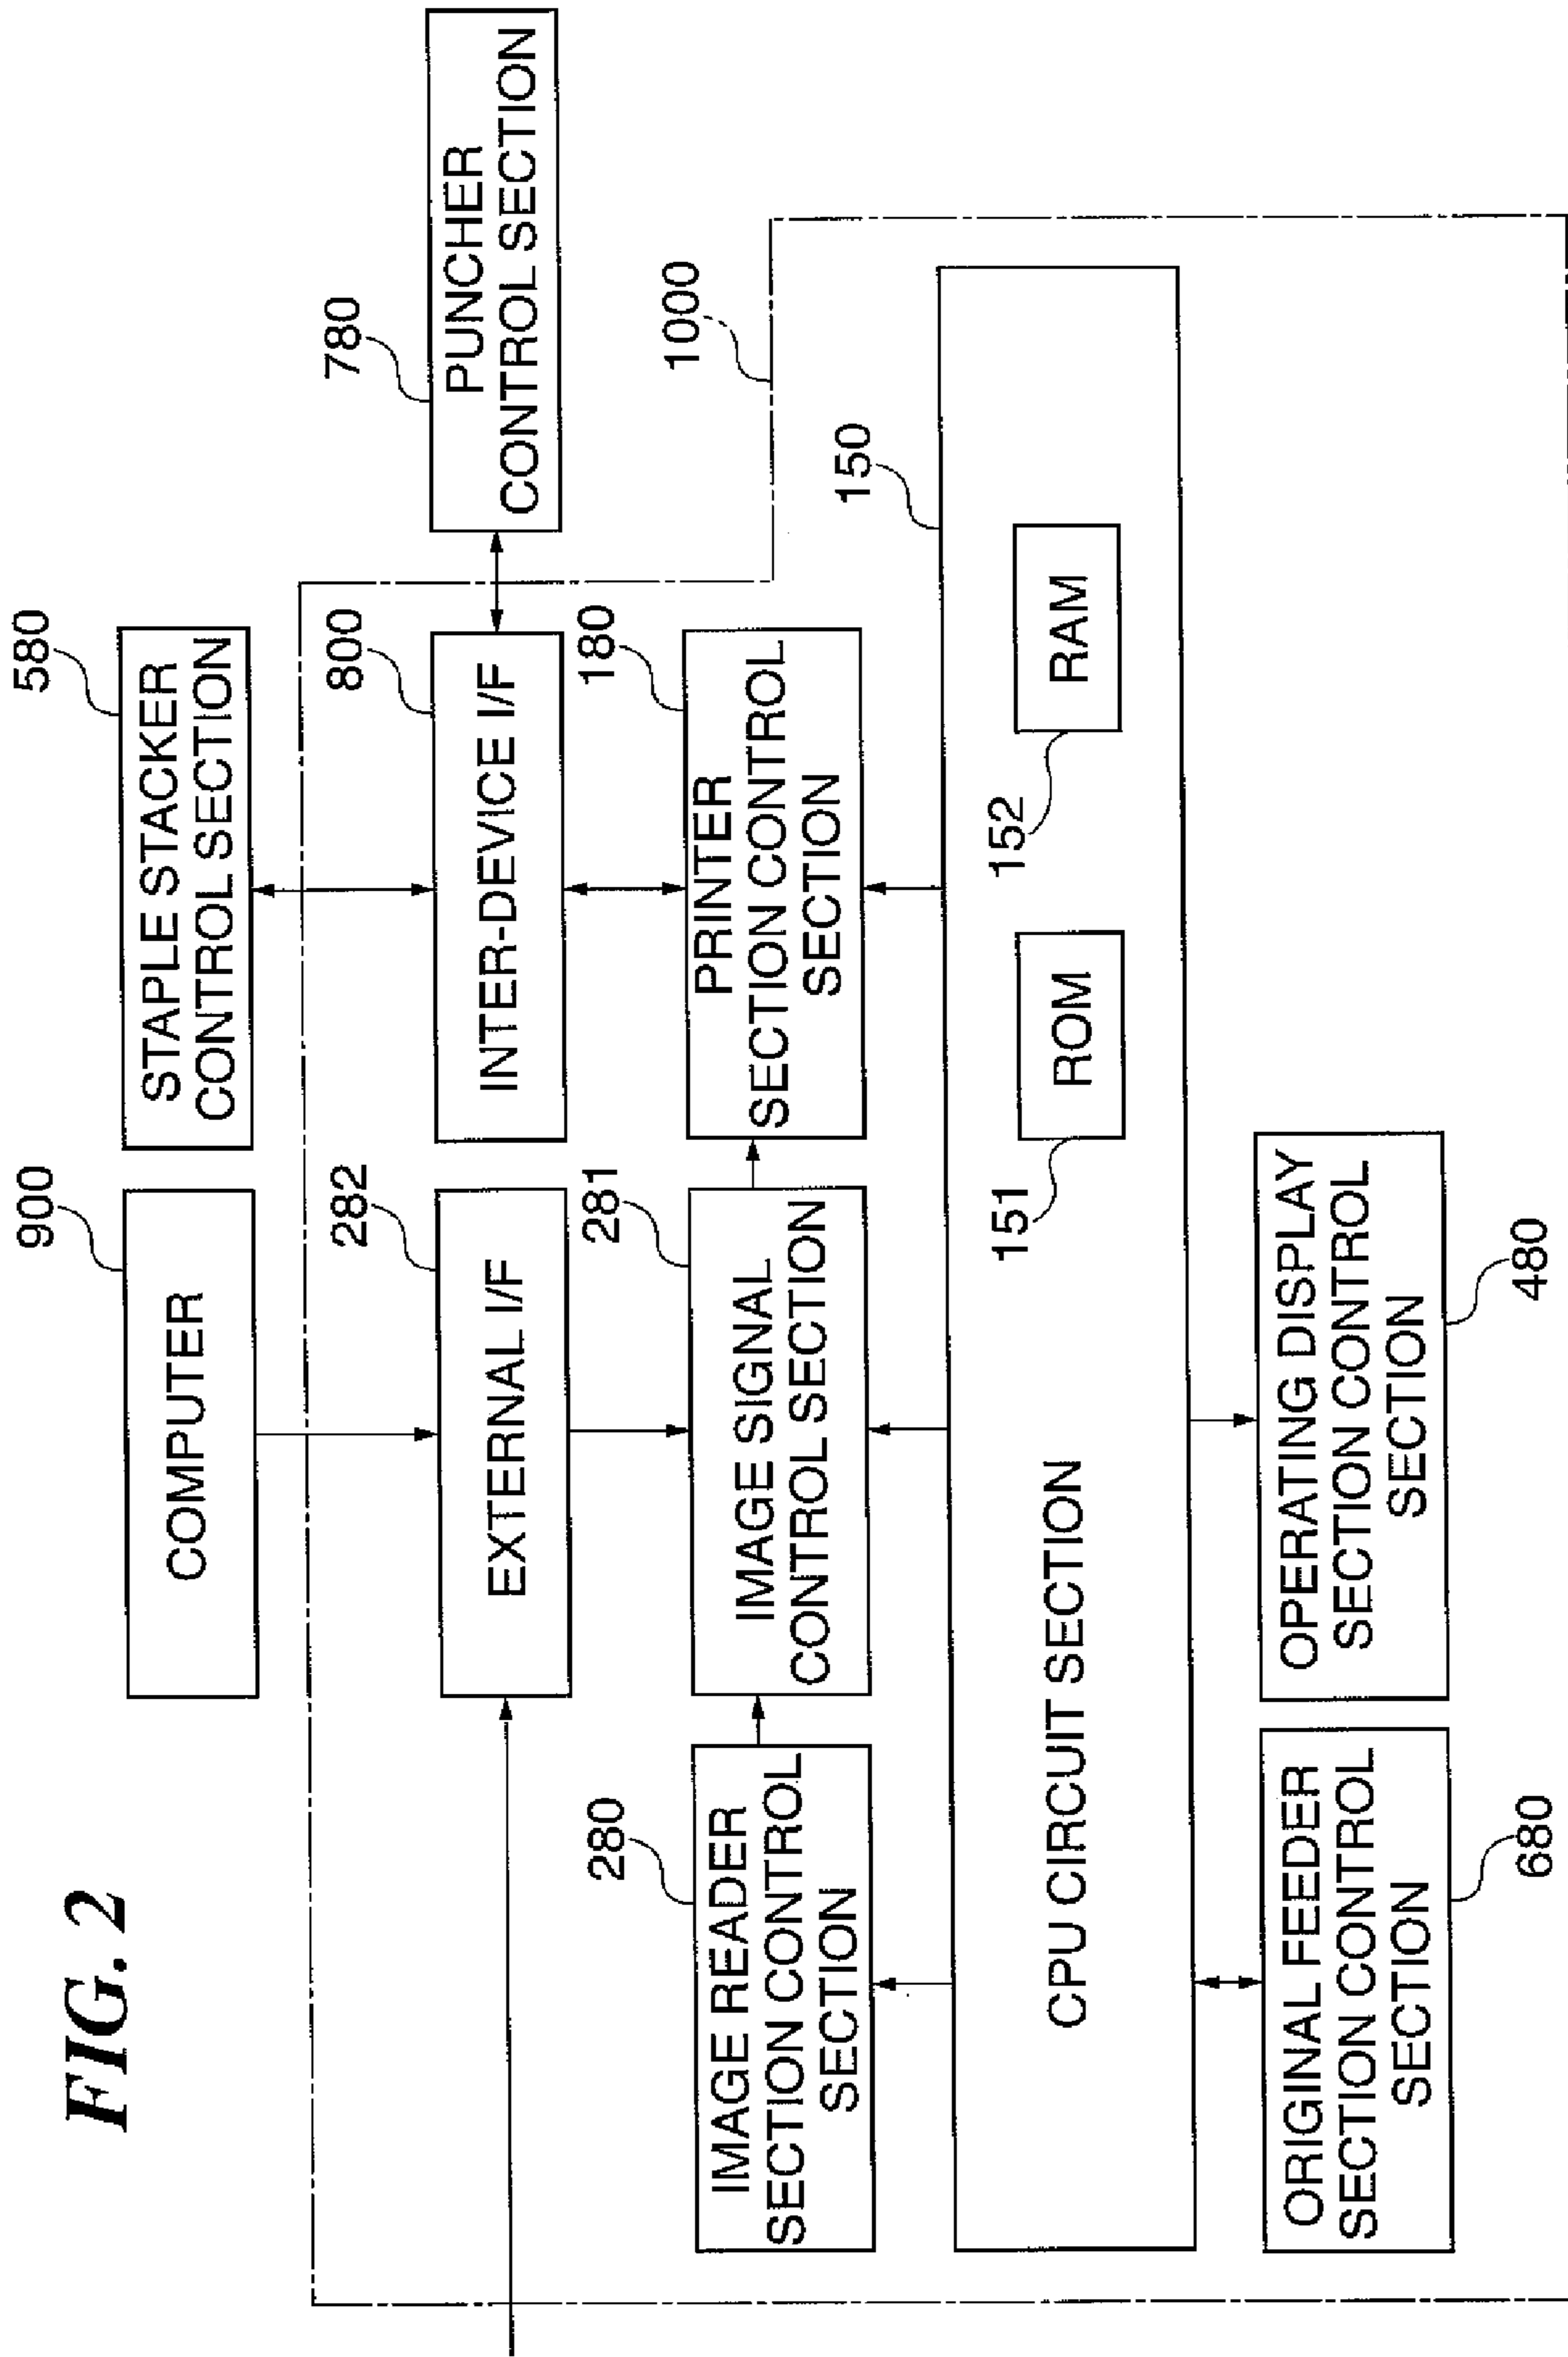 FIG. 2
900
COMPUTER
580
STAPLE STACKER
CONTROL SECTION
282
EXTERNAL I/F
800
INTER-DEVICE I/F
780
PUNCHER
CONTROL SECTION
280
IMAGE READER
SECTION CONTROL
SECTION
281
IMAGE SIGNAL
CONTROL SECTION
180
PRINTER
SECTION CONTROL
SECTION
1000
150
CPU CIRCUIT SECTION
151
ROM
152
RAM
ORIGINAL FEEDER
SECTION CONTROL
SECTION
680
OPERATING DISPLAY
SECTION CONTROL
SECTION
480